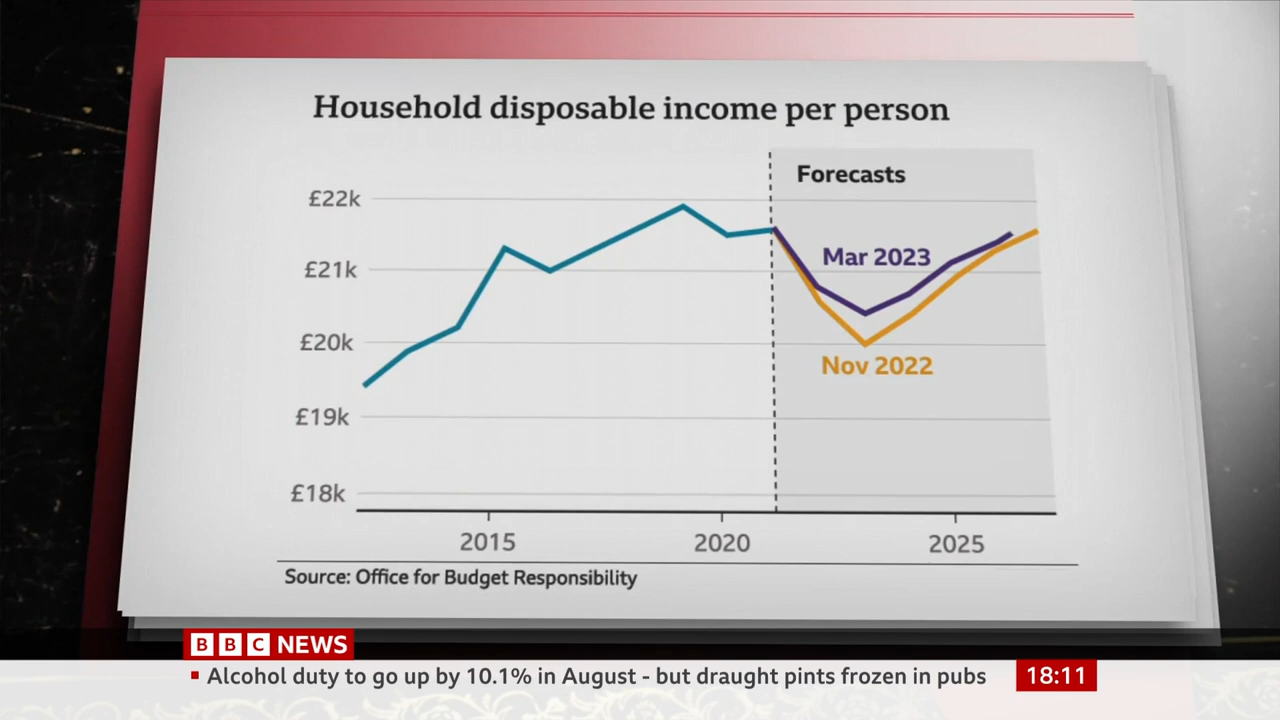 Household disposable income per person
Forecasts
£22k
£21k
£20k
£19k
£18k
Mar 2023
Nov 2022
2015 2020 2025
Source: Office for Budget Responsibility
BBC NEWS
Alcohol duty to go up by 10.1% in August - but draught pints frozen in pubs 18:11